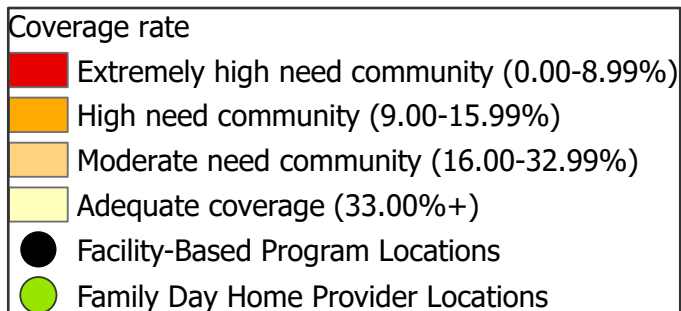 Coverage rate
Extremely high need community (0.00-8.99%)
High need community (9.00-15.99%)
Moderate need community (16.00-32.99%)
Adequate coverage (33.00%+)
Facility-Based Program Locations
Family Day Home Provider Locations